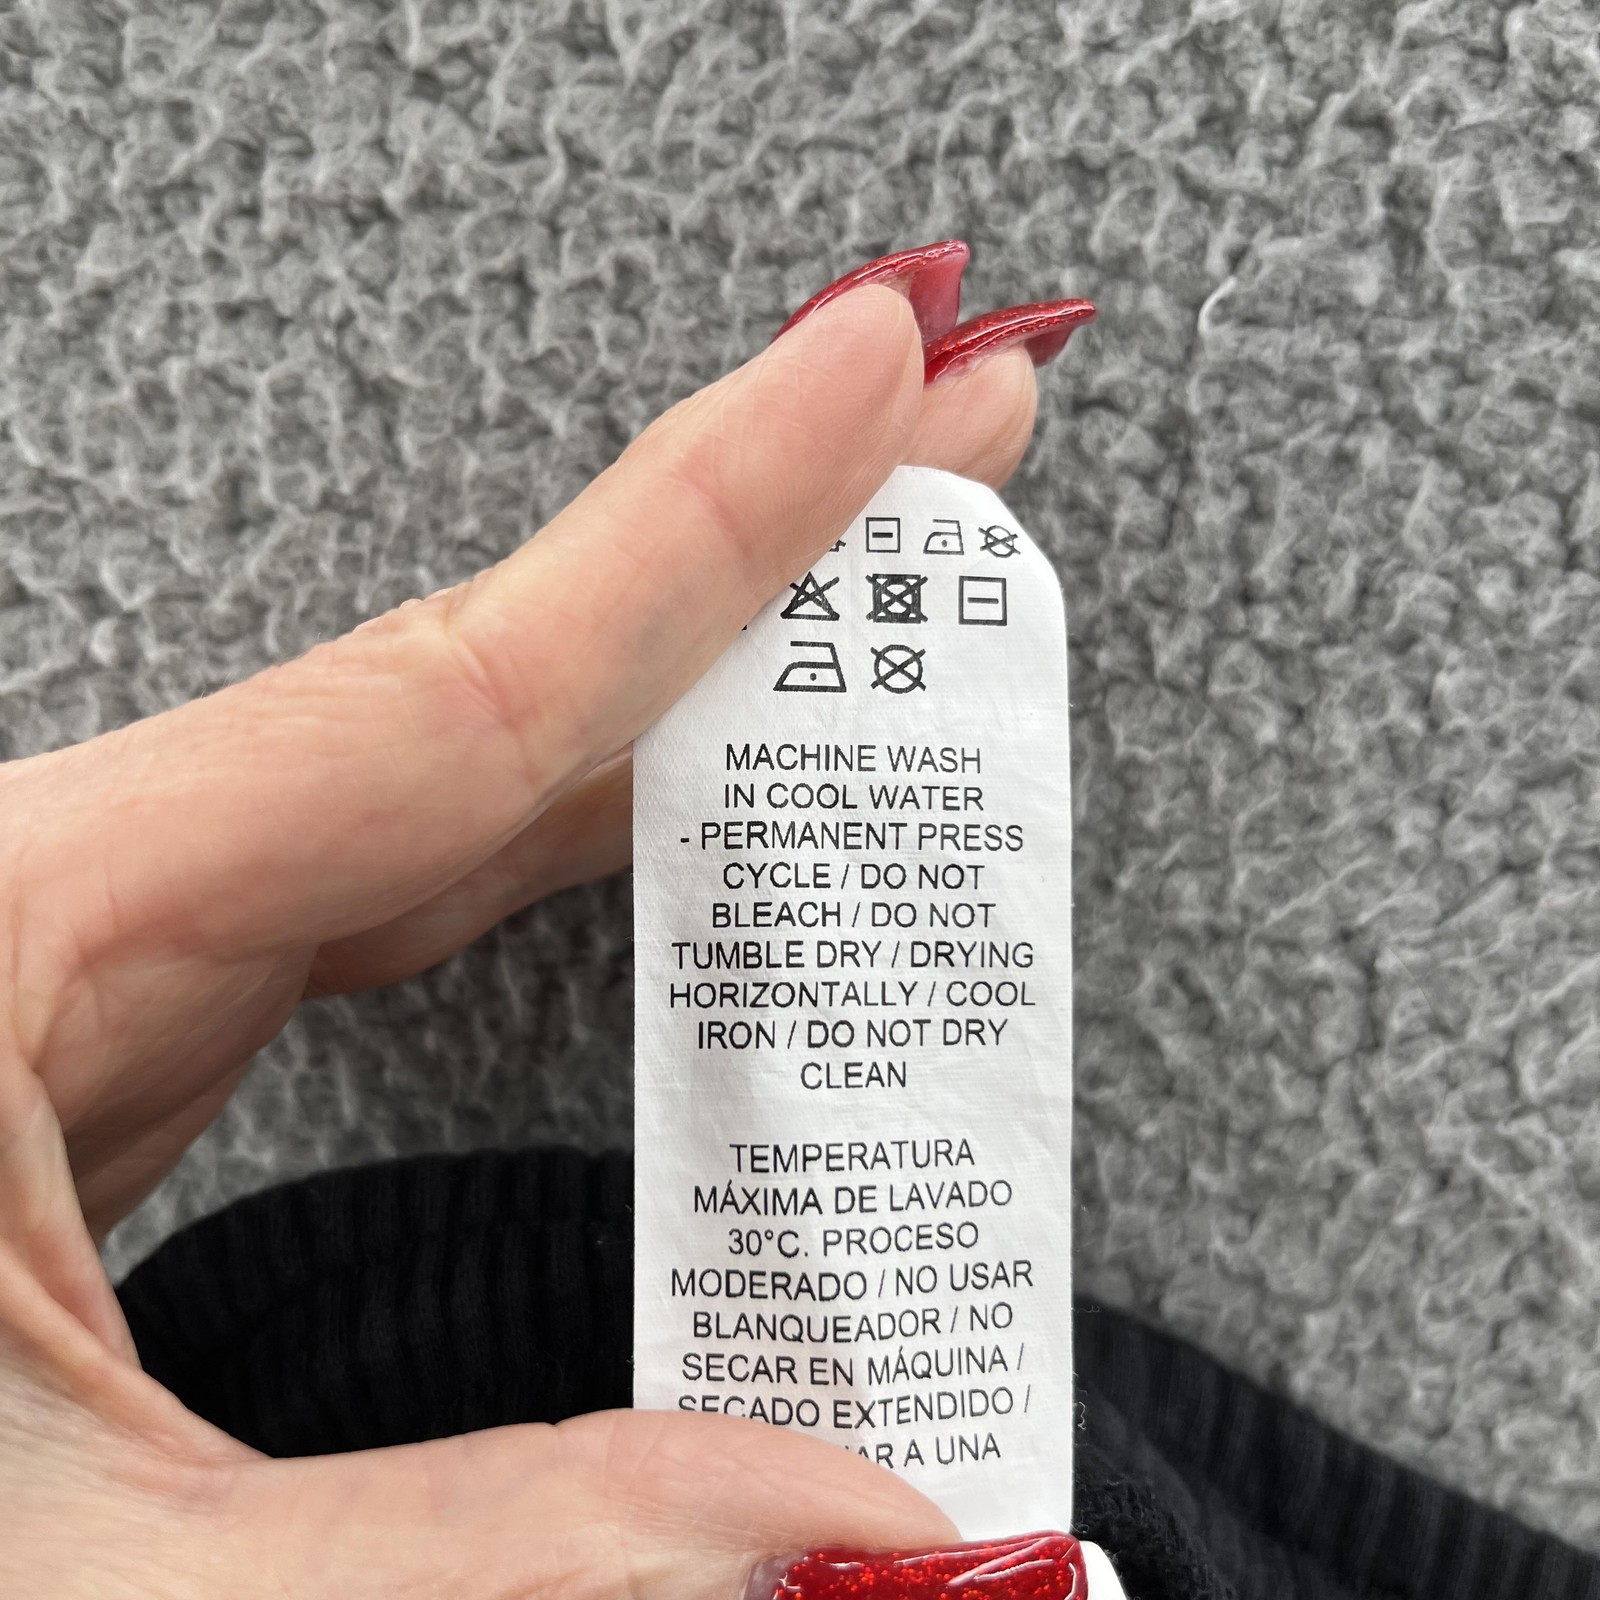 MACHINE WASH
IN COOL WATER
- PERMANENT PRESS
CYCLE / DO NOT
BLEACH / DO NOT
TUMBLE DRY / DRYING
HORIZONTALLY / COOL
IRON / DO NOT DRY
CLEAN
TEMPERATURA
MÁXIMA DE LAVADO
30°C. PROCESO
MODERADO / NO USAR
BLANQUEADOR / NO
SECAR EN MÁQUINA /
SECADO EXTENDIDO /
A UNA